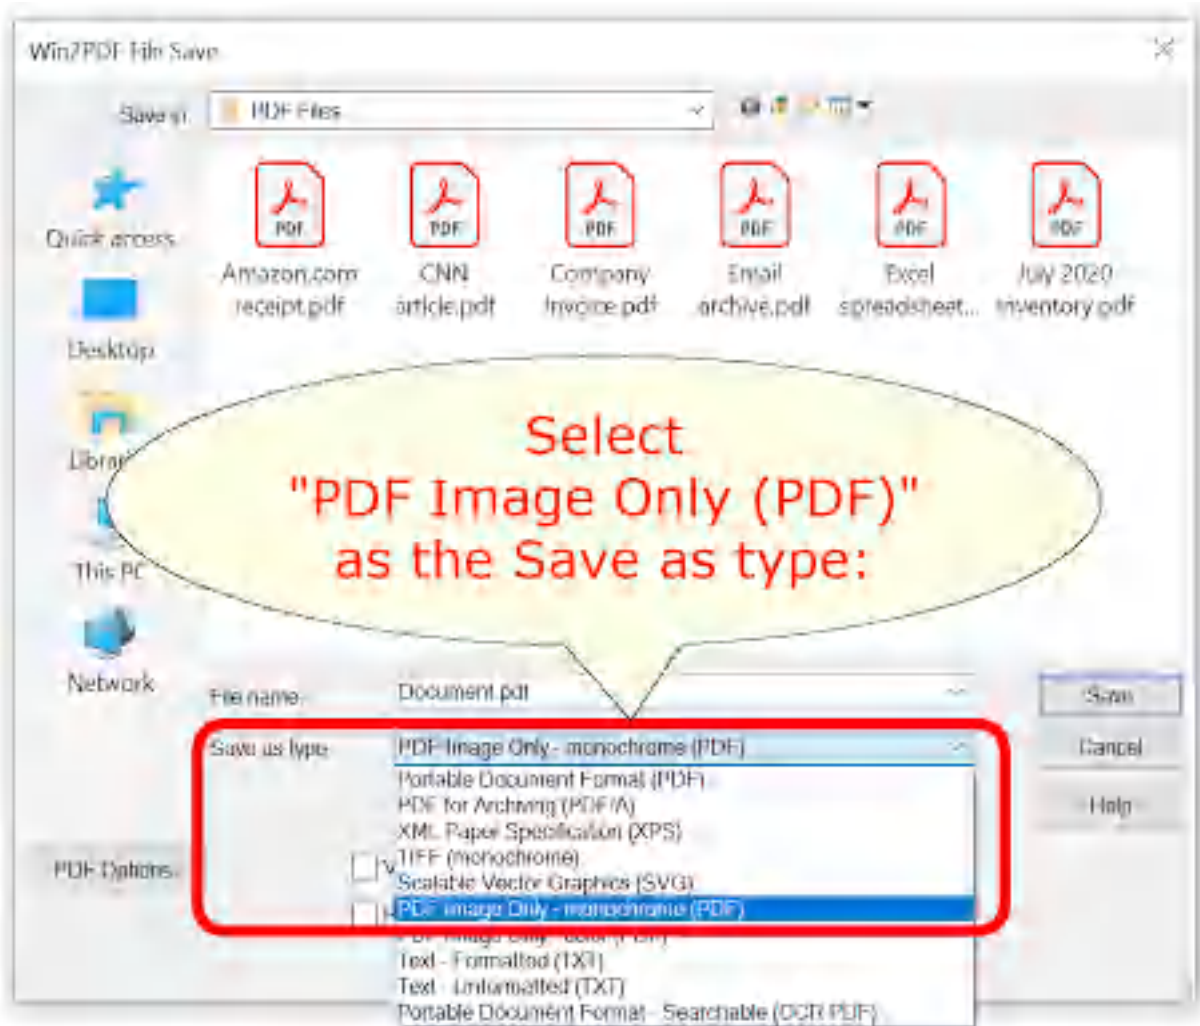 Win2PDF File Save
Save in
PDF Files
PDF
PDF
PDF
PDF
PDF
PDF
Quick access
Amazon.com
receipt.pdf
CNN
article.pdf
Company
Invoice.pdf
Email
archive.pdf
Excel
spreadsheet...
July 2020
inventory.pdf
Desktop
Select
"PDF Image Only (PDF)"
as the Save as type:
This PC
Network
File name
Document.pdf
Save
Save as type
PDF Image Only - monochrome (PDF)
Cancel
Portable Document Format (PDF)
PDF for Archiving (PDF/A)
XML Paper Specification (XPS)
Help
TIFF (monochrome)
PDF Options
Scalable Vector Graphics (SVG)
PDF Image Only - monochrome (PDF)
PDF Image Only - color (PDF)
Text - Formatted (TXT)
Text - Unformatted (TXT)
Portable Document Format - Searchable (OCR PDF)